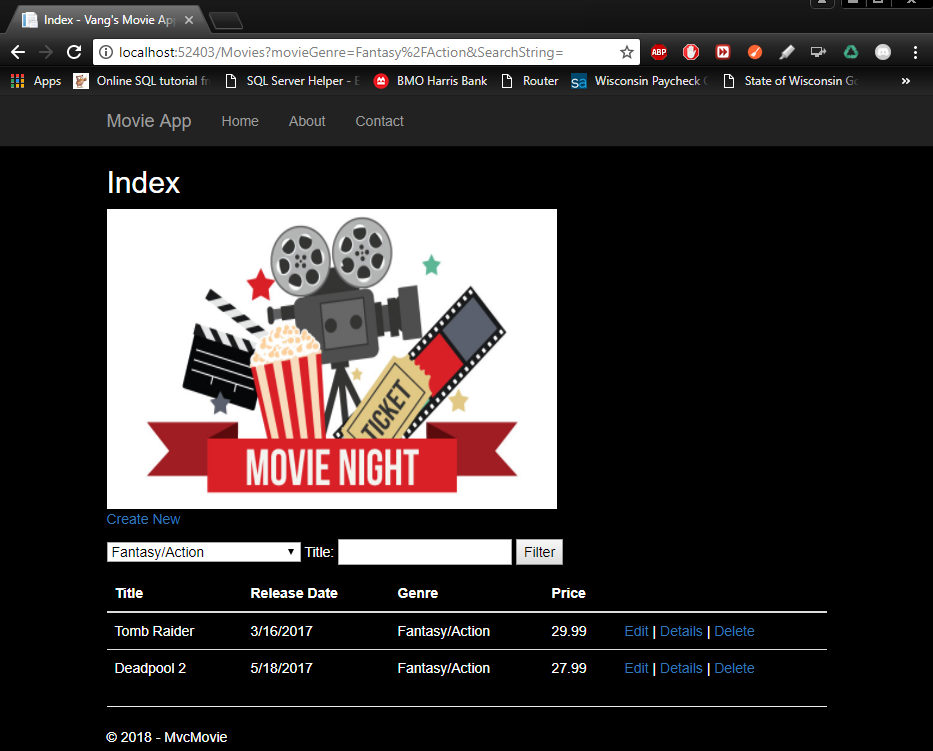 Index - Vang's Movie Ap
localhost:52403/Movies?movieGenre=Fantasy%2FAction&SearchString=
ABP
Apps Online SQL tutorial fr SQL Server Helper - E BMO Harris Bank Router sa Wisconsin Paycheck C State of Wisconsin Go »
Movie App Home About Contact
Index
TICKET
MOVIE NIGHT
Create New
Fantasy/Action Title: Filter
Title Release Date Genre Price
Tomb Raider 3/16/2017 Fantasy/Action 29.99 Edit | Details | Delete
Deadpool 2 5/18/2017 Fantasy/Action 27.99 Edit | Details | Delete
© 2018 - MvcMovie